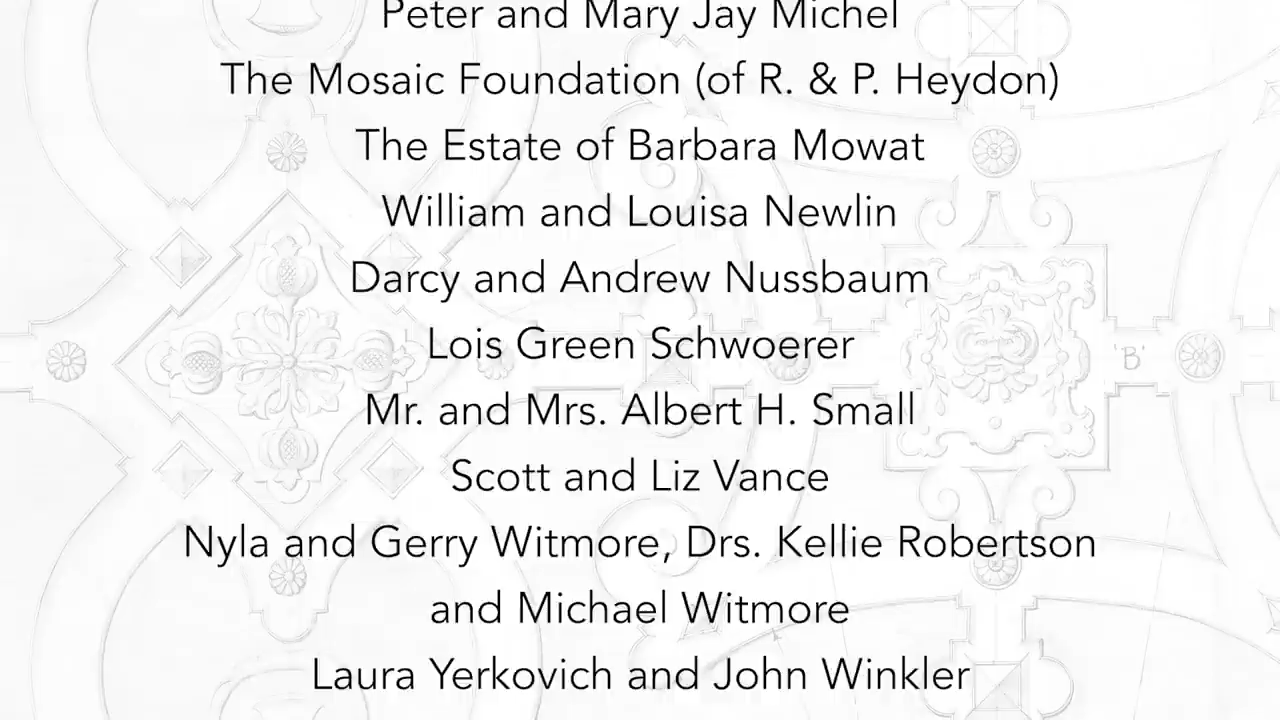 Peter and Mary Jay Michel
The Mosaic Foundation (of R. & P. Heydon)
The Estate of Barbara Mowat
William and Louisa Newlin
Darcy and Andrew Nussbaum
Lois Green Schwoerer
'B'
Mr. and Mrs. Albert H. Small
Scott and Liz Vance
Nyla and Gerry Witmore, Drs. Kellie Robertson
and Michael Witmore
Laura Yerkovich and John Winkler